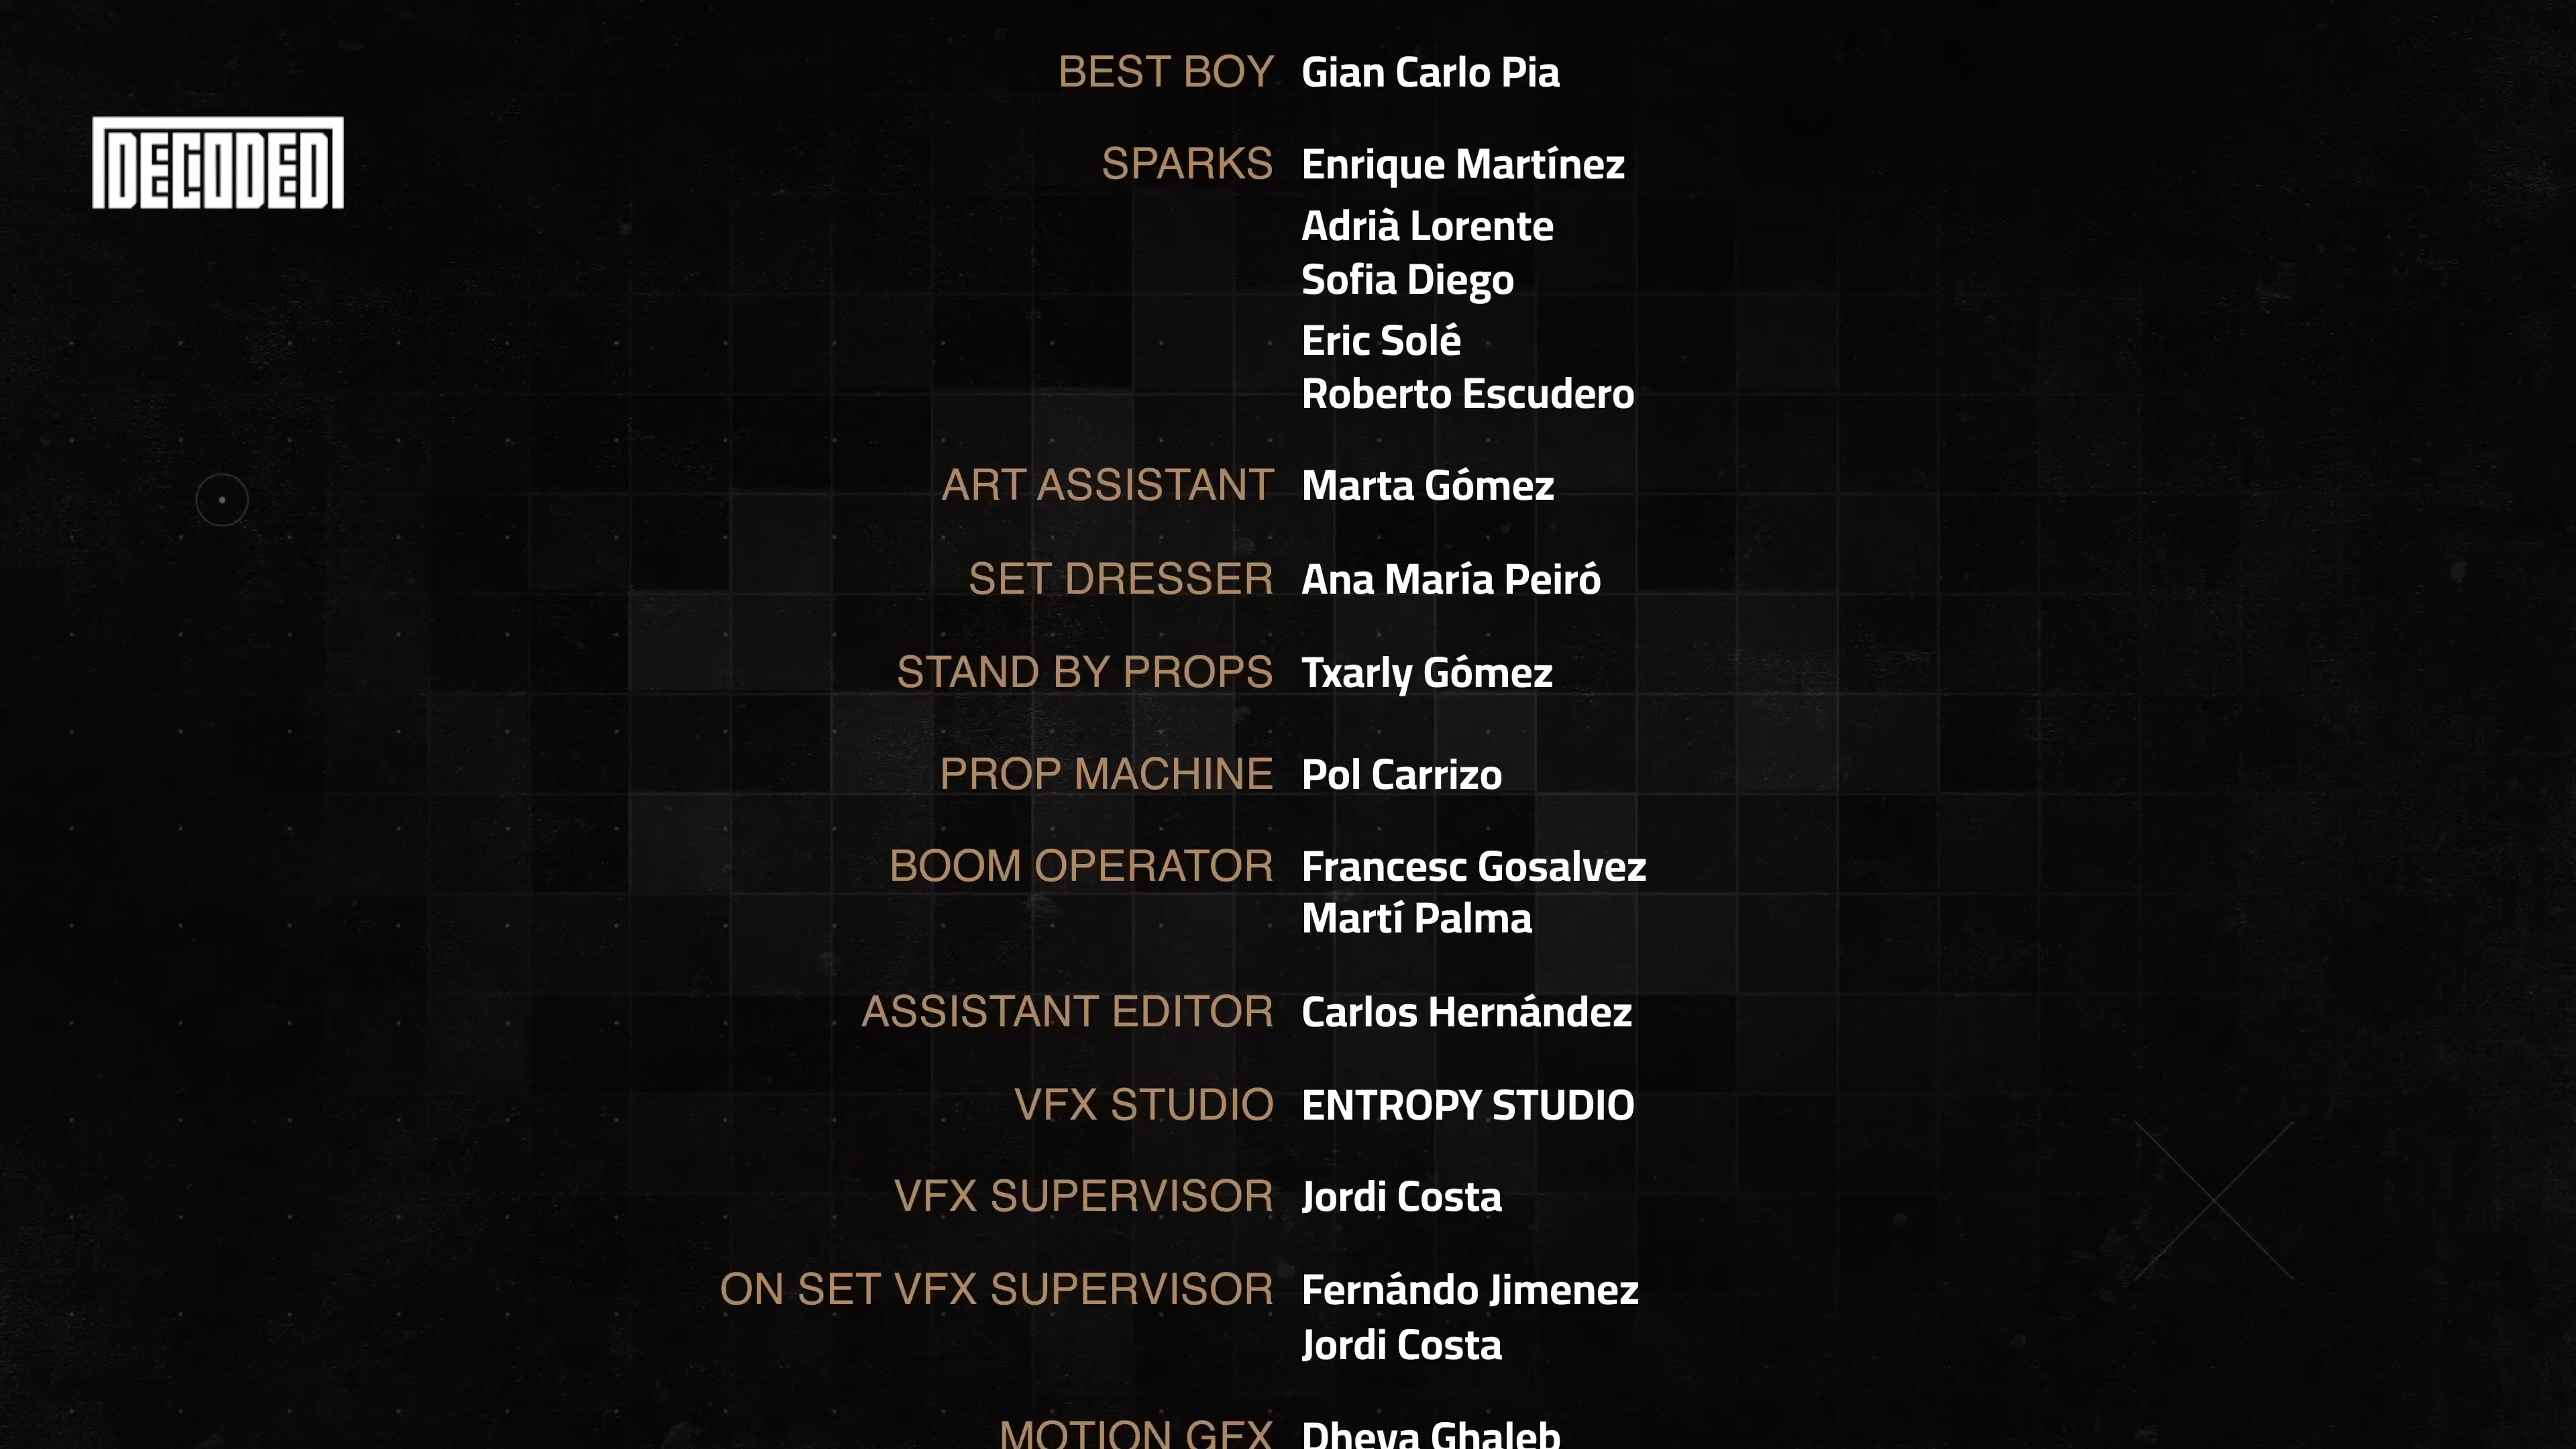 DECODED
BEST BOY Gian Carlo Pia
SPARKS Enrique Martínez
Adrià Lorente
Sofia Diego
Eric Solé
Roberto Escudero
ART ASSISTANT Marta Gómez
SET DRESSER Ana María Peiró
STAND BY PROPS Txarly Gómez
PROP MACHINE Pol Carrizo
BOOM OPERATOR Francesc Gosalvez
Martí Palma
ASSISTANT EDITOR Carlos Hernández
VFX STUDIO ENTROPY STUDIO
VFX SUPERVISOR Jordi Costa
ON SET VFX SUPERVISOR Fernándo Jimenez
Jordi Costa
MOTION GFX Dheya Ghaleb